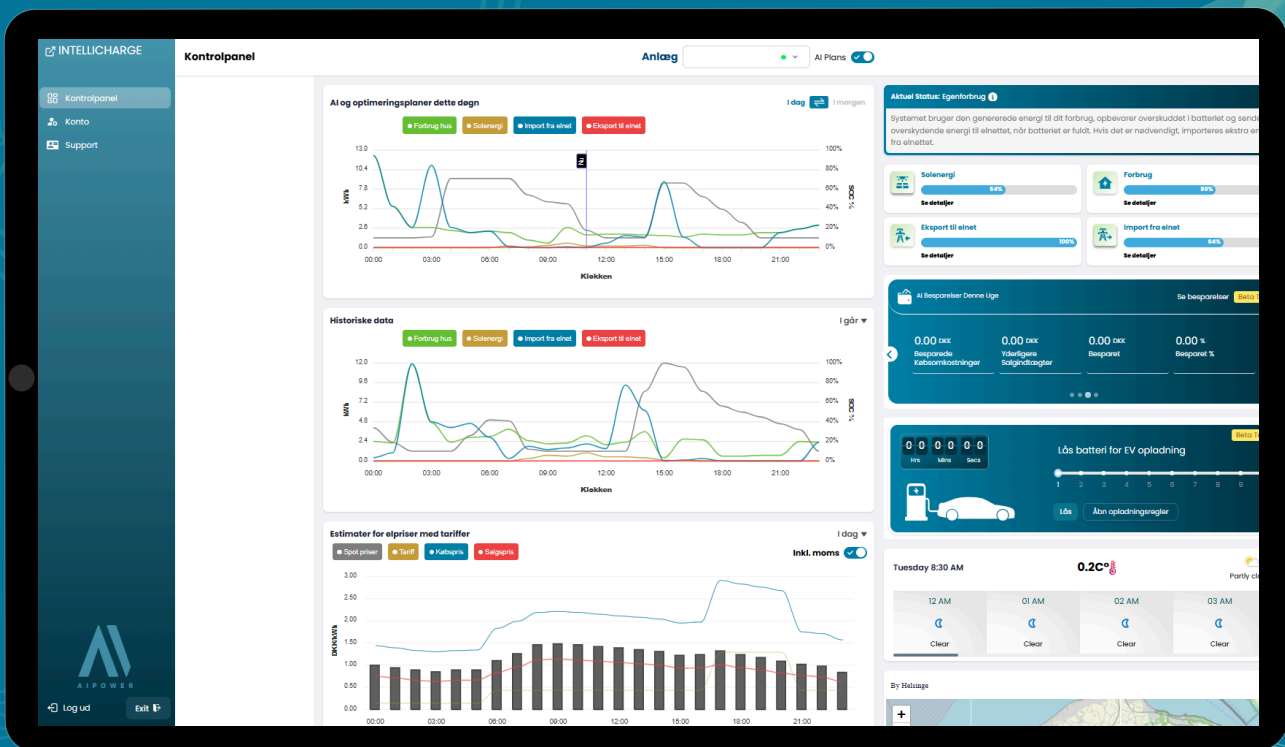 INTELLICHARGE
Kontrolpanel
Konto
Support
AIPOWER
Log ud
Exit
Kontrolpanel
Anlæg
AI Plans
AI og optimeringsplaner dette døgn
I dag
I morgen
Forbrug hus
Solenergi
Import fra elnet
Eksport til elnet
13.0
10.4
7.8
5.2
2.6
0.0
kWh
Nu
100%
80%
60%
40%
20%
0%
SOC %
00:00 03:00 06:00 09:00 12:00 15:00 18:00 21:00
Klokken
Historiske data
I går
Forbrug hus
Solenergi
Import fra elnet
Eksport til elnet
12.0
9.6
7.2
4.8
2.4
0.0
kWh
100%
80%
60%
40%
20%
0%
SOC %
00:00 03:00 06:00 09:00 12:00 15:00 18:00 21:00
Klokken
Estimater for elpriser med tariffer
I dag
Spot priser
Tariff
Købspris
Salgspris
Inkl. moms
3.00
2.50
2.00
1.50
1.00
0.50
0.00
DKK/kWh
00:00 03:00 06:00 09:00 12:00 15:00 18:00 21:00
Aktuel Status: Egenforbrug
Systemet bruger den genererede energi til dit forbrug, opbevarer overskuddet i batteriet og sende
overskydende energi til elnettet, når batteriet er fuldt. Hvis det er nødvendigt, importeres ekstra en
fra elnettet.
Solenergi
54%
Se detaljer
Forbrug
Se detaljer
Eksport til elnet
100%
Se detaljer
Import fra elnet
64%
Se detaljer
AI Besparelser Denne Uge
Se besparelser
Beta T
0.00 DKK
Besparede
Købsomkostninger
0.00 DKK
Yderligere
Salgindtægter
0.00 DKK
Besparet
0.00 %
Besparet %
0 0 0 0 0 0
Hrs Mins Secs
Beta Te
Lås batteri for EV opladning
1 2 3 4 5 6 7 8 9
Lås
Åbn opladningsregler
Tuesday 8:30 AM
0.2C°
Partly cl
12 AM
Clear
01 AM
Clear
02 AM
Clear
03 AM
Clear
By Helsinge
+